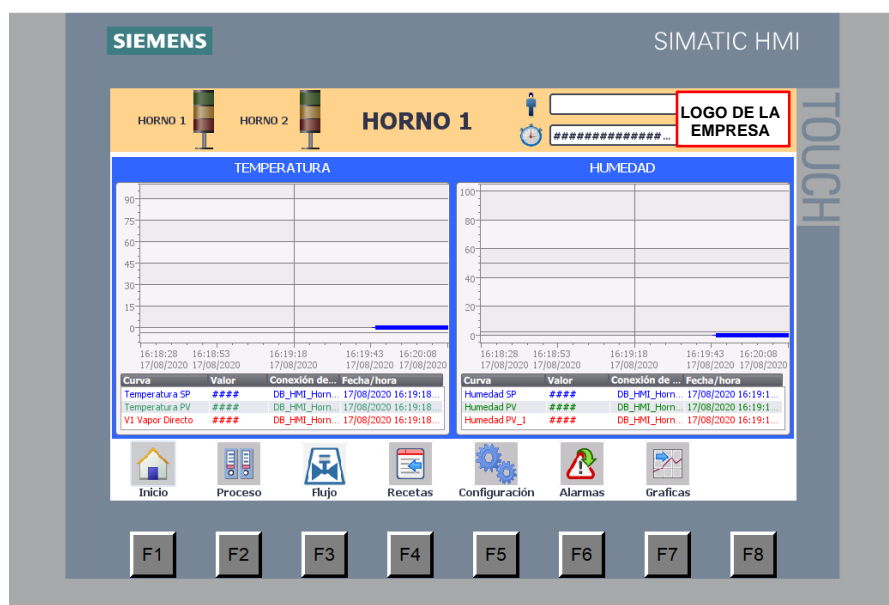 SIEMENS
SIMATIC HMI
TOUCH
HORNO 1
HORNO 2
HORNO 1
LOGO DE LA
EMPRESA
##############...
TEMPERATURA
HUMEDAD
90
75
60
45
30
15
0
16:18:28 16:18:53 16:19:18 16:19:43 16:20:08
17/08/2020 17/08/2020 17/08/2020 17/08/2020 17/08/2020
100
80
60
40
20
0
16:18:28 16:18:53 16:19:18 16:19:43 16:20:08
17/08/2020 17/08/2020 17/08/2020 17/08/2020 17/08/2020
Curva Valor Conexión de... Fecha/hora
Temperatura SP #### DB_HMI_Horn... 17/08/2020 16:19:18...
Temperatura PV #### DB_HMI_Horn... 17/08/2020 16:19:18...
V1 Vapor Directo #### DB_HMI_Horn... 17/08/2020 16:19:18...
Curva Valor Conexión de ... Fecha/hora
Humedad SP #### DB_HMI_Horn... 17/08/2020 16:19:1...
Humedad PV #### DB_HMI_Horn... 17/08/2020 16:19:1...
Humedad PV_1 #### DB_HMI_Horn... 17/08/2020 16:19:1...
Inicio Proceso Flujo Recetas Configuración Alarmas Graficas
F1 F2 F3 F4 F5 F6 F7 F8